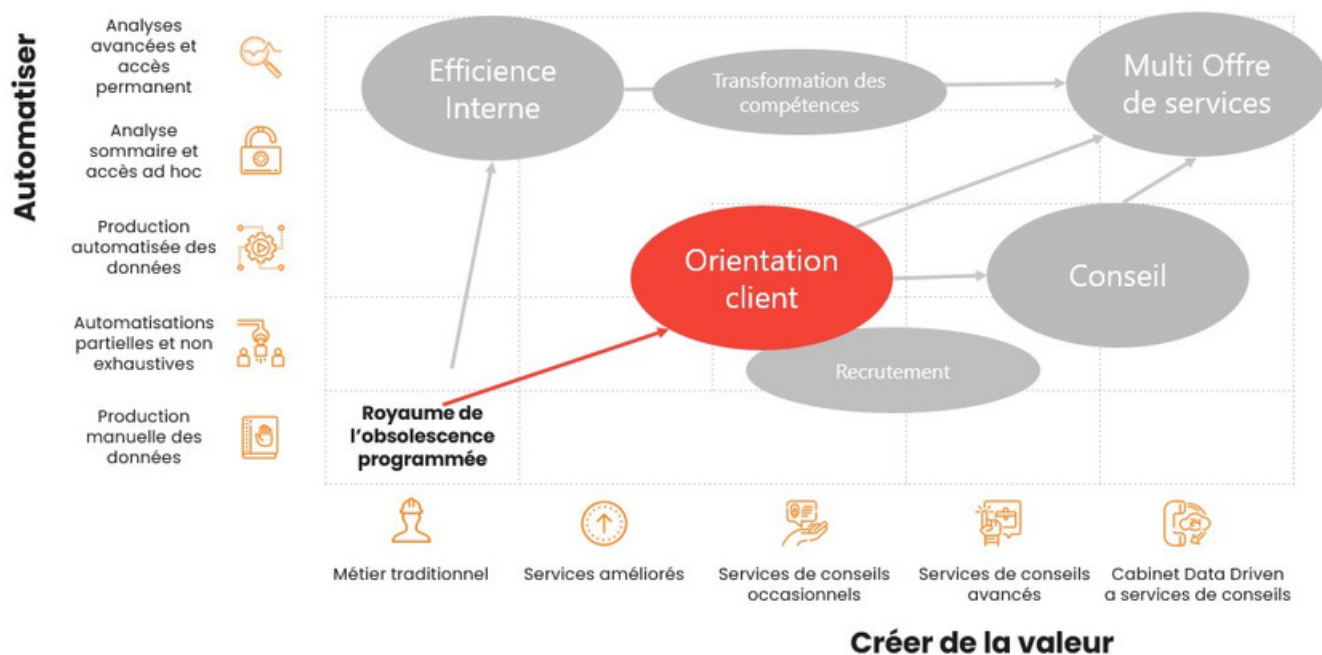 Automatiser
Analyses
avancées et
accès
permanent
Analyse
sommaire et
accès ad hoc
Production
automatisée des
données
Automatisations
partielles et non
exhaustives
Production
manuelle des
données
Efficience
Interne
Transformation des
compétences
Multi Offre
de services
Orientation
client
Conseil
Recrutement
Royaume de
l'obsolescence
programmée
Métier traditionnel
Services améliorés
Services de conseils
occasionnels
Services de conseils
avancés
Cabinet Data Driven
a services de conseils
Créer de la valeur